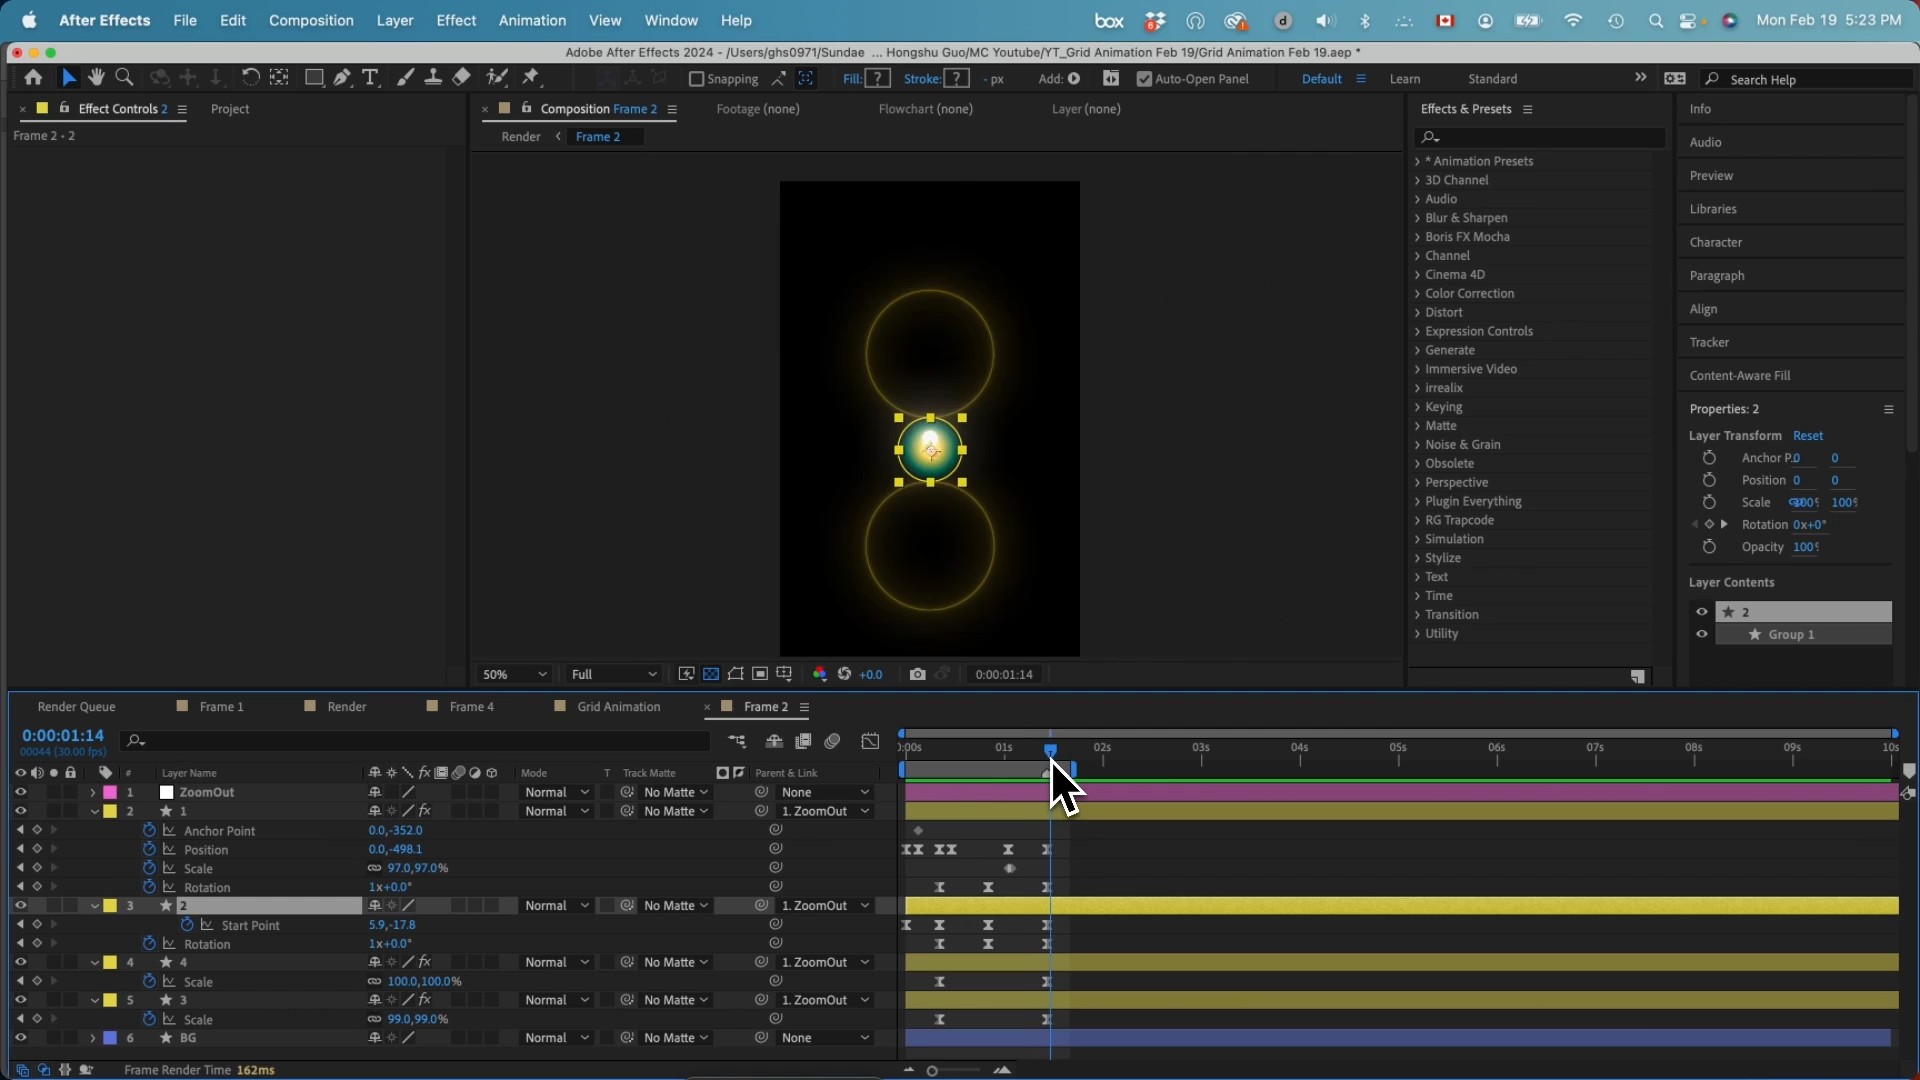 After Effects File Edit Composition Layer Effect Animation View Window Help box 6 d Mon Feb 19 5:23 PM
Adobe After Effects 2024 - /Users/ghs0971/Sundae ... Hongshu Guo/MC Youtube/YT_Grid Animation Feb 19/Grid Animation Feb 19.aep *
Snapping Fill: ? Stroke: ? - px Add: Auto-Open Panel Default Learn Standard Search Help
Effect Controls 2 Project Composition Frame 2 Footage (none) Flowchart (none) Layer (none) Effects & Presets Info
Frame 2 • 2 Render Frame 2
Audio
Preview
Libraries
Character
Paragraph
Align
Tracker
Content-Aware Fill
* Animation Presets
3D Channel
Audio
Blur & Sharpen
Boris FX Mocha
Channel
Cinema 4D
Color Correction
Distort
Expression Controls
Generate
Immersive Video
irrealix
Keying
Matte
Noise & Grain
Obsolete
Perspective
Plugin Everything
RG Trapcode
Simulation
Stylize
Text
Time
Transition
Utility
Properties: 2
Layer Transform Reset
Anchor P. 0 0
Position 0 0
Scale 100% 100%
Rotation 0x+0°
Opacity 100%
Layer Contents
2
Group 1
50% Full +0.0 0:00:01:14
Render Queue Frame 1 Render Frame 4 Grid Animation Frame 2
0:00:01:14
00044 (30.00 fps)
:00s 01s 02s 03s 04s 05s 06s 07s 08s 09s 10s
# Layer Name fx Mode T Track Matte Parent & Link
1 ZoomOut Normal No Matte None
2 1 fx Normal No Matte 1. ZoomOut
Anchor Point 0.0,-352.0
Position 0.0,-498.1
Scale 97.0,97.0%
Rotation 1x+0.0°
3 2 Normal No Matte 1. ZoomOut
Start Point 5.9,-17.8
Rotation 1x+0.0°
4 4 fx Normal No Matte 1. ZoomOut
Scale 100.0,100.0%
5 3 fx Normal No Matte 1. ZoomOut
Scale 99.0,99.0%
6 BG Normal No Matte None
Frame Render Time 162ms